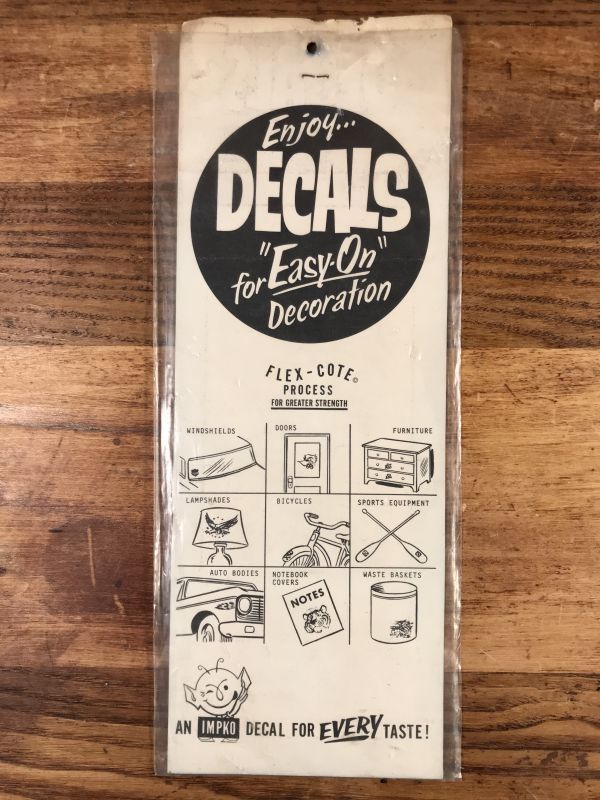 Enjoy...
DECALS
for "Easy-On"
Decoration
FLEX-COTE©
PROCESS
FOR GREATER STRENGTH
WINDSHIELDS
DOORS
FURNITURE
LAMPSHADES
BICYCLES
SPORTS EQUIPMENT
AUTO BODIES
NOTEBOOK
COVERS
WASTE BASKETS
NOTES
AN IMPKO DECAL FOR EVERY TASTE!